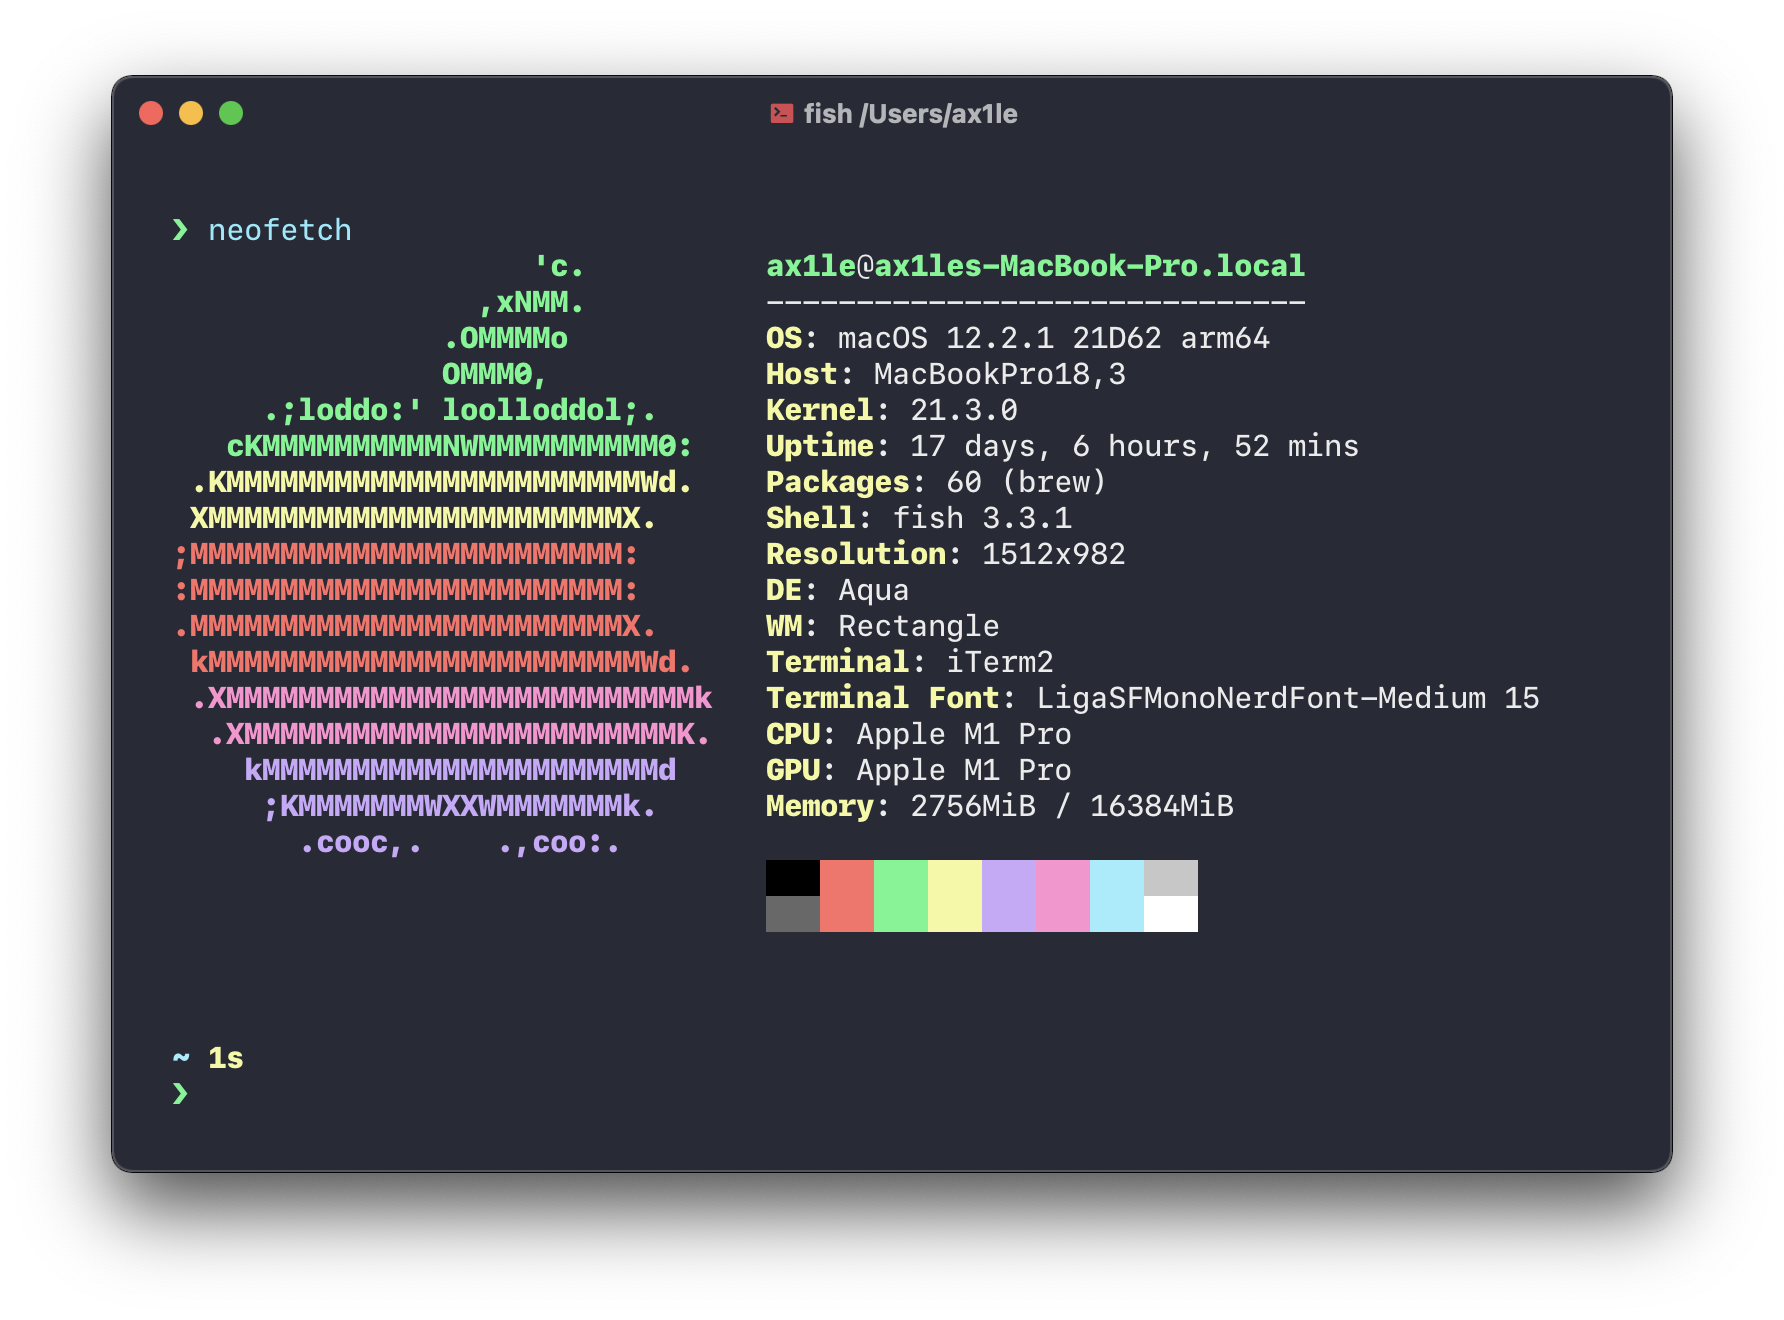 fish /Users/ax1le
❯ neofetch
                    'c.          ax1le@ax1les-MacBook-Pro.local
                 ,xNMM.          ------------------------------
               .OMMMMo           OS: macOS 12.2.1 21D62 arm64
               OMMM0,            Host: MacBookPro18,3
     .;loddo:' loolloddol;.      Kernel: 21.3.0
   cKMMMMMMMMMMNWMMMMMMMMMM0:    Uptime: 17 days, 6 hours, 52 mins
 .KMMMMMMMMMMMMMMMMMMMMMMMWd.    Packages: 60 (brew)
 XMMMMMMMMMMMMMMMMMMMMMMMX.      Shell: fish 3.3.1
;MMMMMMMMMMMMMMMMMMMMMMMM:       Resolution: 1512x982
:MMMMMMMMMMMMMMMMMMMMMMMM:       DE: Aqua
.MMMMMMMMMMMMMMMMMMMMMMMMX.      WM: Rectangle
 kMMMMMMMMMMMMMMMMMMMMMMMMWd.    Terminal: iTerm2
 .XMMMMMMMMMMMMMMMMMMMMMMMMMMk   Terminal Font: LigaSFMonoNerdFont-Medium 15
  .XMMMMMMMMMMMMMMMMMMMMMMMMK.   CPU: Apple M1 Pro
    kMMMMMMMMMMMMMMMMMMMMMMd     GPU: Apple M1 Pro
     ;KMMMMMMMWXXWMMMMMMMk.      Memory: 2756MiB / 16384MiB
       .cooc,.    .,coo:.
~ 1s
❯